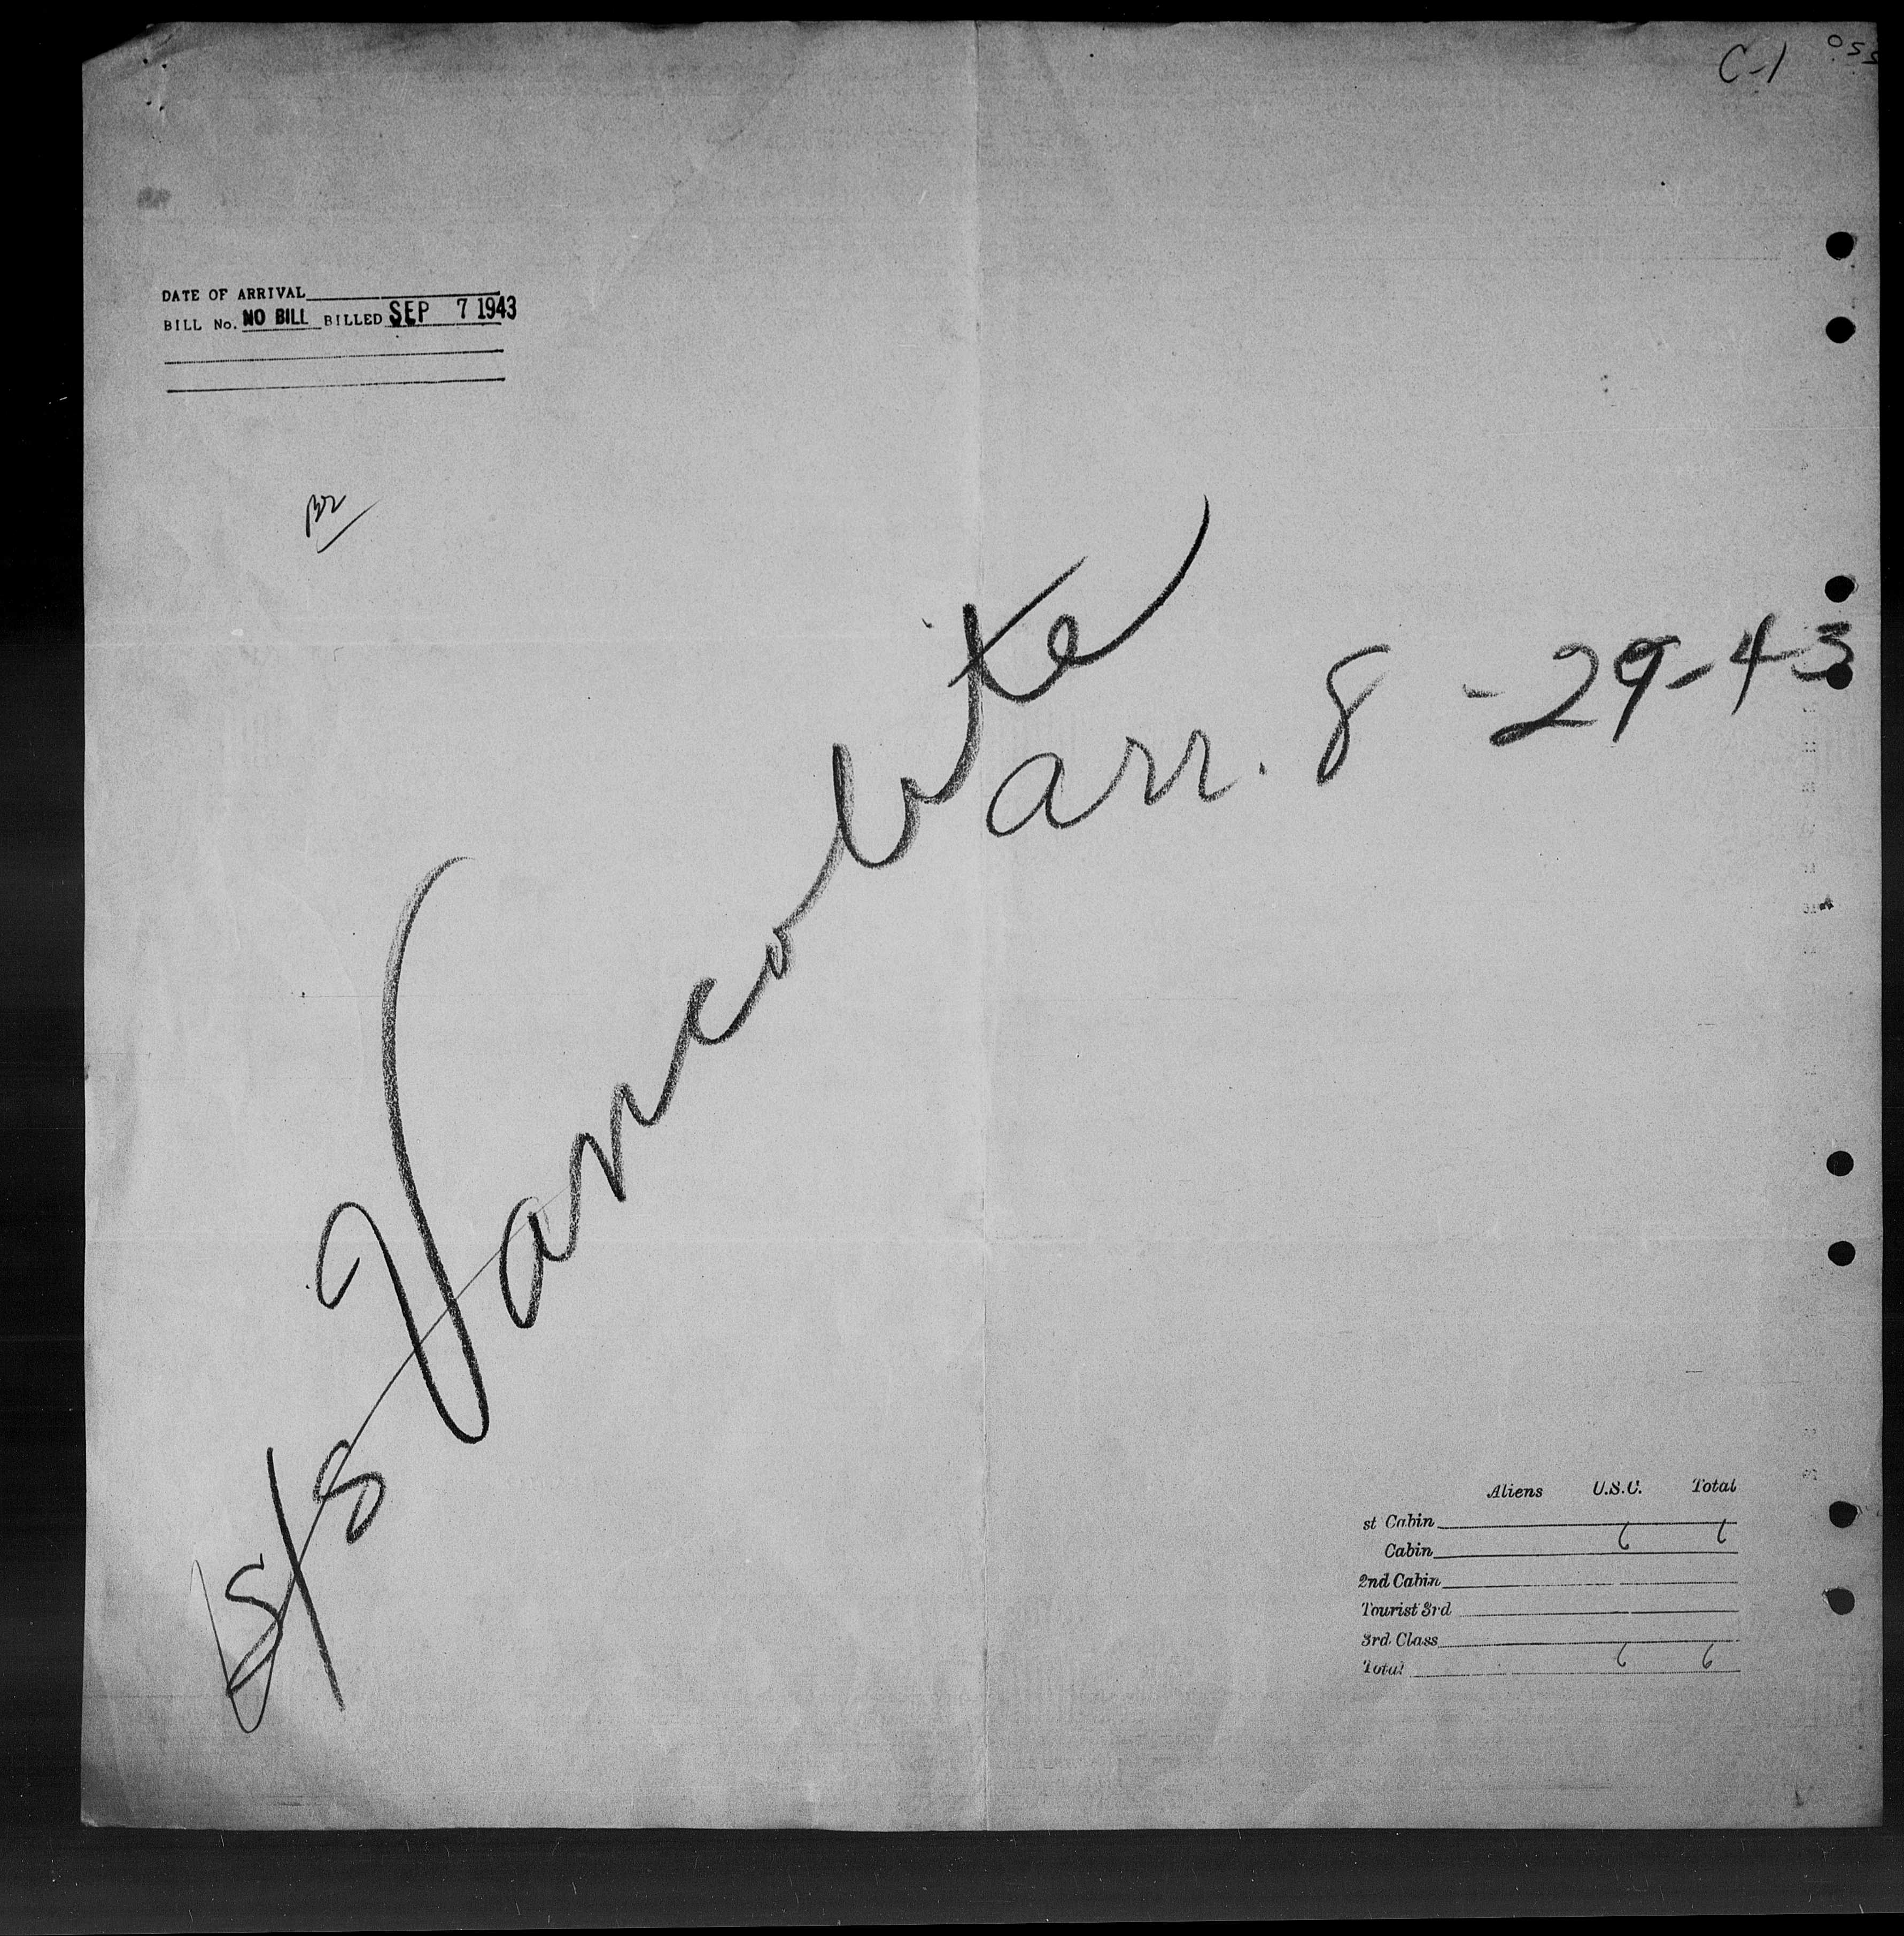 C-1
DATE OF ARRIVAL
BILL No. NO BILL BILLED SEP 7 1943
S/S Vancolite
arr. 8-29-43
Aliens U.S.C. Total
st Cabin
Cabin 6 6
2nd Cabin
Tourist 3rd
3rd Class
Total 6 6